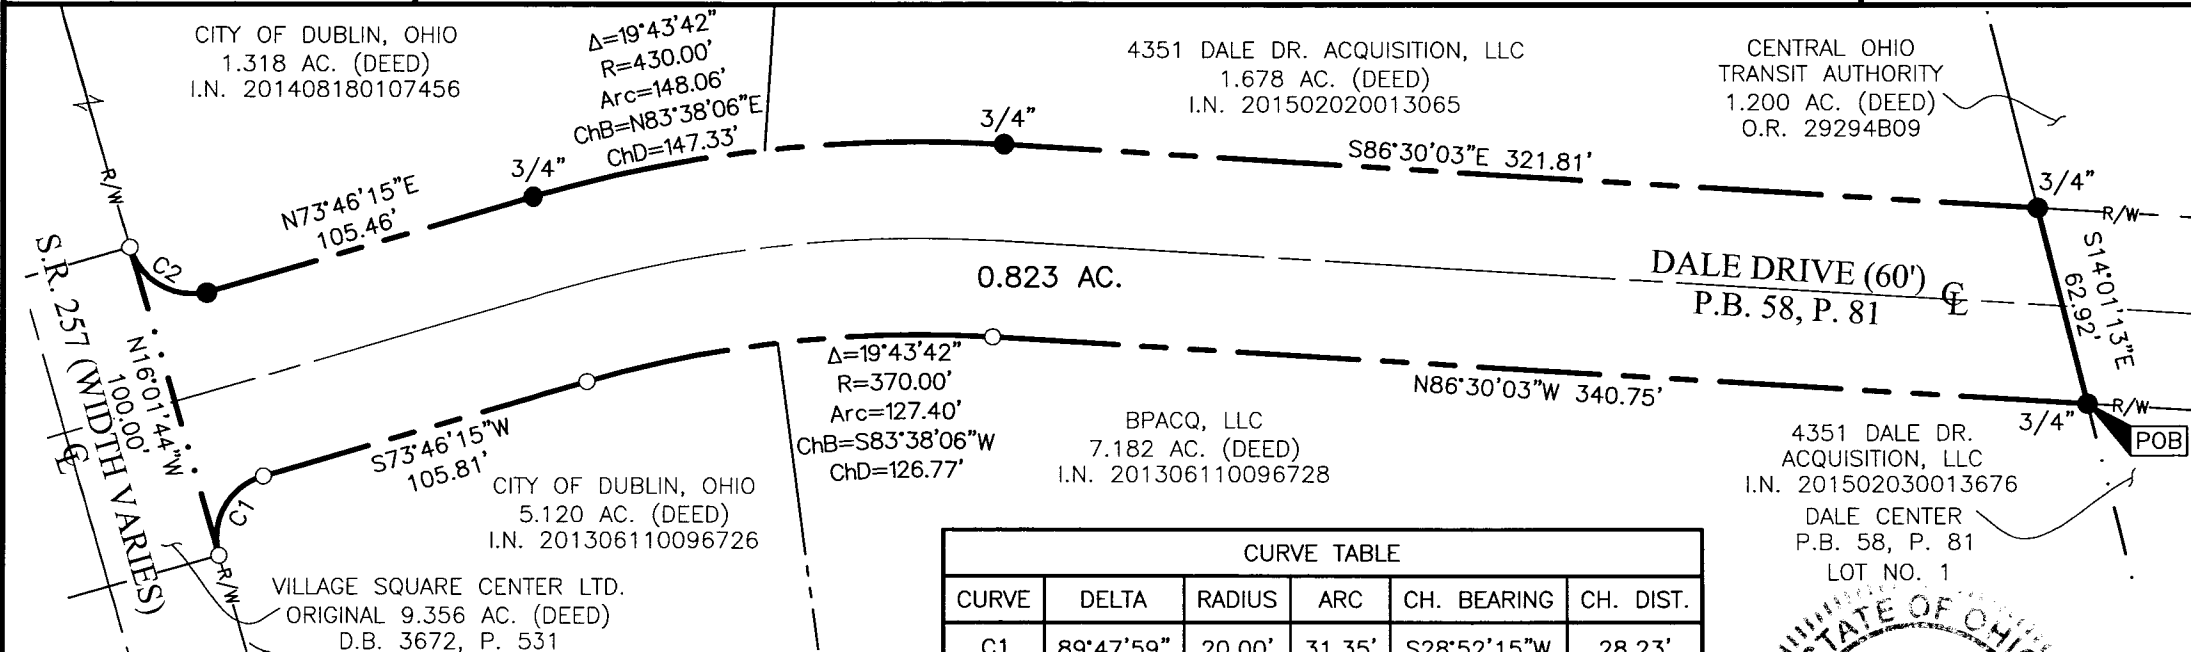 CITY OF DUBLIN, OHIO
1.318 AC. (DEED)
I.N. 201408180107456
Δ=19°43'42"
R=430.00'
Arc=148.06'
ChB=N83°38'06"E
ChD=147.33'
4351 DALE DR. ACQUISITION, LLC
1.678 AC. (DEED)
I.N. 201502020013065
CENTRAL OHIO
TRANSIT AUTHORITY
1.200 AC. (DEED)
O.R. 29294B09
R/W
3/4"
3/4"
S86°30'03"E 321.81'
3/4"
R/W
N73°46'15"E
105.46'
C2
S.R. 257 (WIDTH VARIES)
℄
N16°01'44"W
100.00'
0.823 AC.
DALE DRIVE (60')
P.B. 58, P. 81
℄
S14°01'13"E
62.92'
Δ=19°43'42"
R=370.00'
Arc=127.40'
ChB=S83°38'06"W
ChD=126.77'
N86°30'03"W 340.75'
3/4"
R/W
POB
S73°46'15"W
105.81'
C1
R/W
CITY OF DUBLIN, OHIO
5.120 AC. (DEED)
I.N. 201306110096726
BPACQ, LLC
7.182 AC. (DEED)
I.N. 201306110096728
4351 DALE DR.
ACQUISITION, LLC
I.N. 201502030013676
DALE CENTER
P.B. 58, P. 81
LOT NO. 1
VILLAGE SQUARE CENTER LTD.
ORIGINAL 9.356 AC. (DEED)
D.B. 3672, P. 531
CURVE TABLE
CURVE DELTA RADIUS ARC CH. BEARING CH. DIST.
C1 89°47'59" 20.00' 31.35' S28°52'15"W 28.23'
STATE OF OHIO